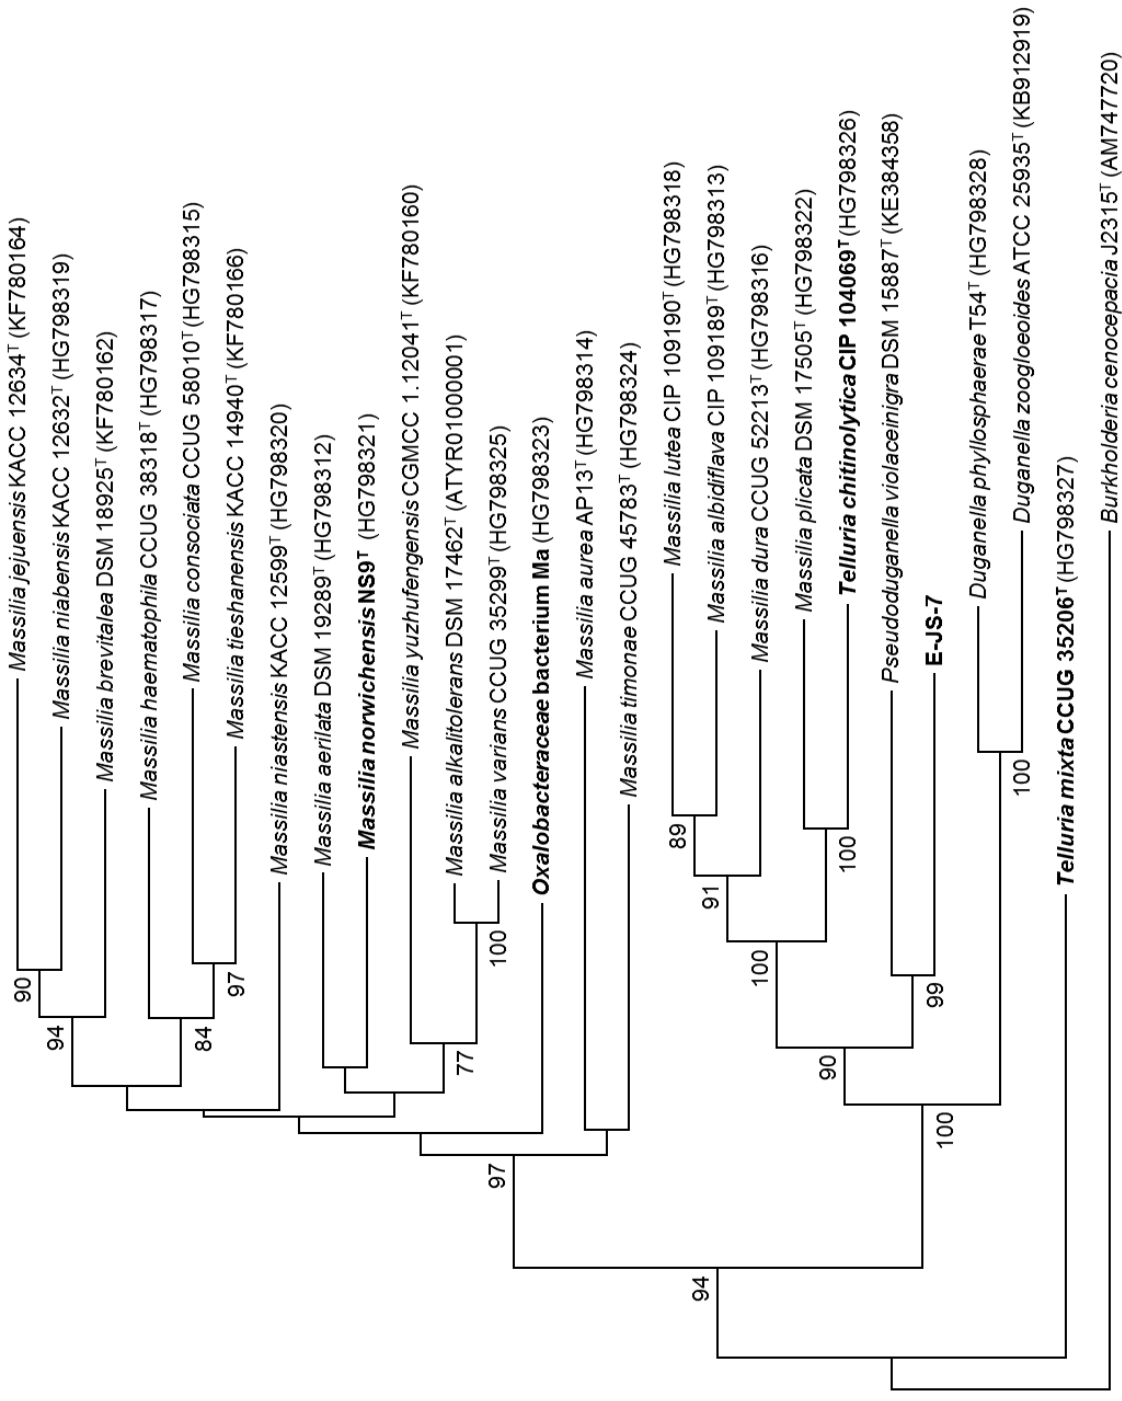 Massilia jejuensis KACC 12634ᵀ (KF780164)
Massilia niabensis KACC 12632ᵀ (HG798319)
Massilia brevitalea DSM 18925ᵀ (KF780162)
Massilia haematophila CCUG 38318ᵀ (HG798317)
Massilia consociata CCUG 58010ᵀ (HG798315)
Massilia tieshanensis KACC 14940ᵀ (KF780166)
Massilia niastensis KACC 12599ᵀ (HG798320)
Massilia aerilata DSM 19289ᵀ (HG798312)
Massilia norwichensis NS9ᵀ (HG798321)
Massilia yuzhufengensis CGMCC 1.12041ᵀ (KF780160)
Massilia alkalitolerans DSM 17462ᵀ (ATYR01000001)
Massilia varians CCUG 35299ᵀ (HG798325)
Oxalobacteraceae bacterium Ma (HG798323)
Massilia aurea AP13ᵀ (HG798314)
Massilia timonae CCUG 45783ᵀ (HG798324)
Massilia lutea CIP 109190ᵀ (HG798318)
Massilia albidiflava CIP 109189ᵀ (HG798313)
Massilia dura CCUG 52213ᵀ (HG798316)
Massilia plicata DSM 17505ᵀ (HG798322)
Telluria chitinolytica CIP 104069ᵀ (HG798326)
Pseudoduganella violaceinigra DSM 15887ᵀ (KE384358)
E-JS-7
Duganella phyllosphaerae T54ᵀ (HG798328)
Duganella zoogloeoides ATCC 25935ᵀ (KB912919)
Telluria mixta CCUG 35206ᵀ (HG798327)
Burkholderia cenocepacia J2315ᵀ (AM747720)
90
94
84
97
77
100
97
89
91
100
100
90
99
100
100
94